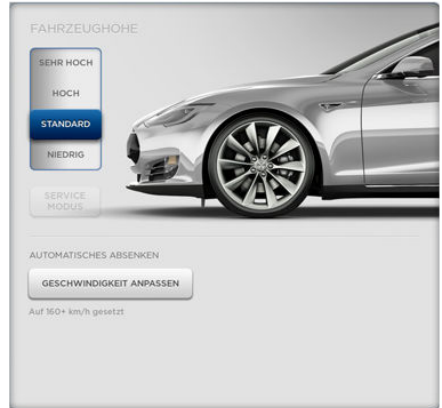 FAHRZEUGHÖHE
SEHR HOCH
HOCH
STANDARD
NIEDRIG
SERVICE
MODUS
AUTOMATISCHES ABSENKEN
GESCHWINDIGKEIT ANPASSEN
Auf 160+ km/h gesetzt